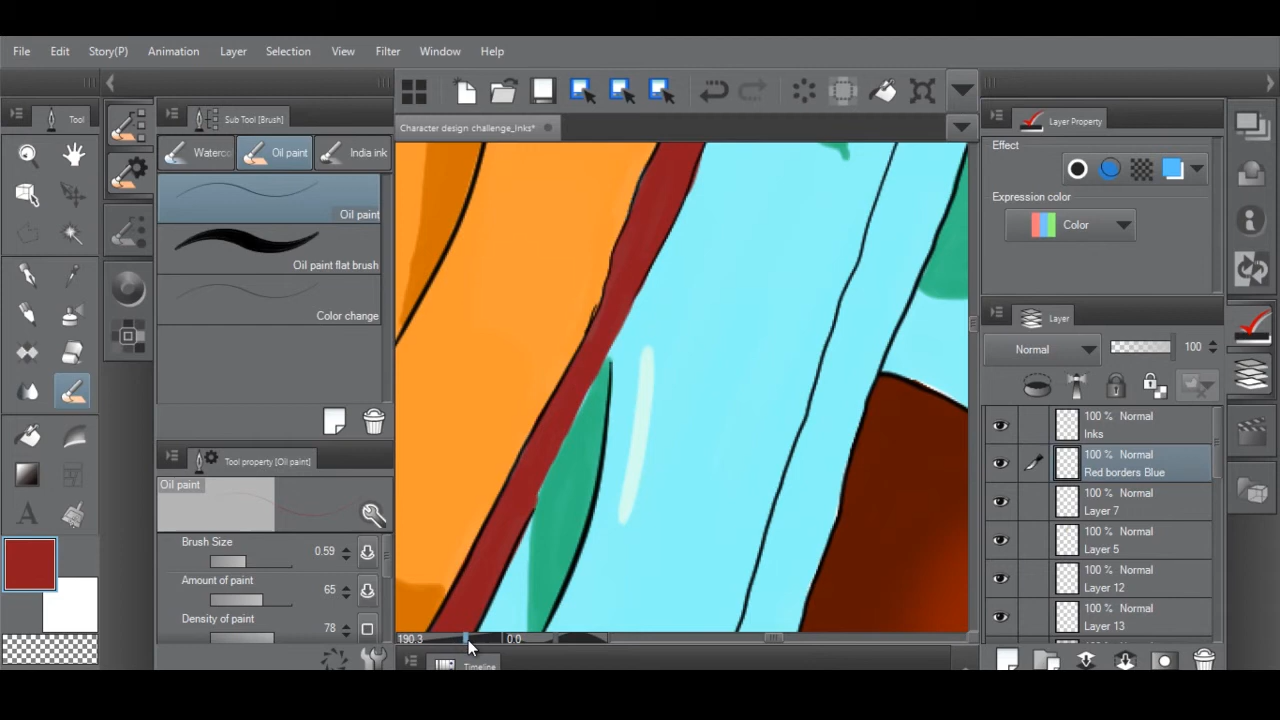 File Edit Story(P) Animation Layer Selection View Filter Window Help
Tool
Sub Tool [Brush]
Waterco Oil paint India ink
Oil paint
Oil paint flat brush
Color change
Tool property [Oil paint]
Oil paint
Brush Size 0.59
Amount of paint 65
Density of paint 78
Character design challenge_Inks*
190.3 0.0
Timeline
Layer Property
Effect
Expression color
Color
Layer
Normal 100
100 % Normal
Inks
100 % Normal
Red borders Blue
100 % Normal
Layer 7
100 % Normal
Layer 5
100 % Normal
Layer 12
100 % Normal
Layer 13